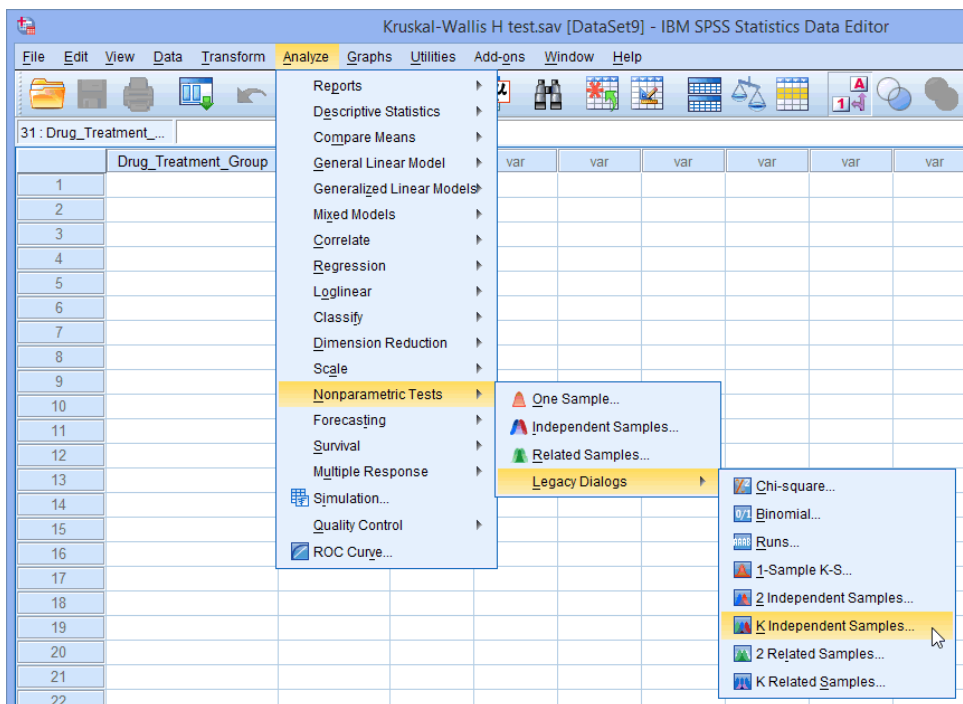 Kruskal-Wallis H test.sav [DataSet9] - IBM SPSS Statistics Data Editor
File Edit View Data Transform Analyze Graphs Utilities Add-ons Window Help
31 : Drug_Treatment_...
Drug_Treatment_Group var var var var var var
1
2
3
4
5
6
7
8
9
10
11
12
13
14
15
16
17
18
19
20
21
22
Reports
Descriptive Statistics
Compare Means
General Linear Model
Generalized Linear Models
Mixed Models
Correlate
Regression
Loglinear
Classify
Dimension Reduction
Scale
Nonparametric Tests
Forecasting
Survival
Multiple Response
Simulation...
Quality Control
ROC Curve...
One Sample...
Independent Samples...
Related Samples...
Legacy Dialogs
Chi-square...
Binomial...
Runs...
1-Sample K-S...
2 Independent Samples...
K Independent Samples...
2 Related Samples...
K Related Samples...